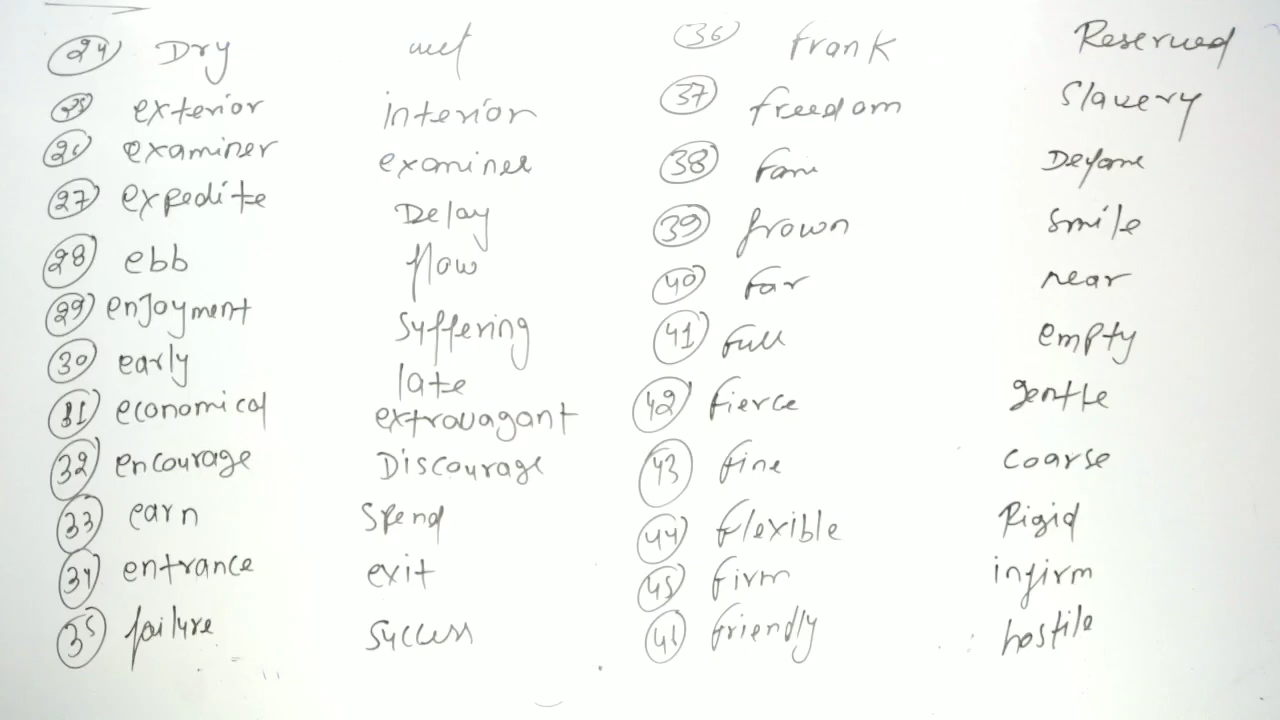 24 Dry wet
25 exterior interior
26 examiner examinee
27 expedite Delay
28 ebb flow
29 enjoyment Suffering
30 early late
31 economical extravagant
32 encourage Discourage
33 earn Spend
34 entrance exit
35 failure Success
36 frank Reserved
37 freedom Slavery
38 fame Defame
39 frown Smile
40 far near
41 full empty
42 fierce gentle
43 fine coarse
44 flexible Rigid
45 firm infirm
46 friendly hostile